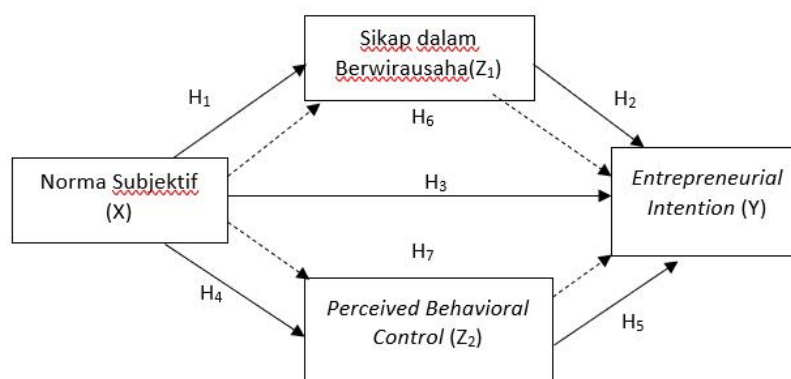 Sikap dalam
Berwirausaha(Z₁)
H₁
H₂
H₆
Norma Subjektif
(X)
H₃
Entrepreneurial
Intention (Y)
H₇
H₄
Perceived Behavioral
Control (Z₂)
H₅